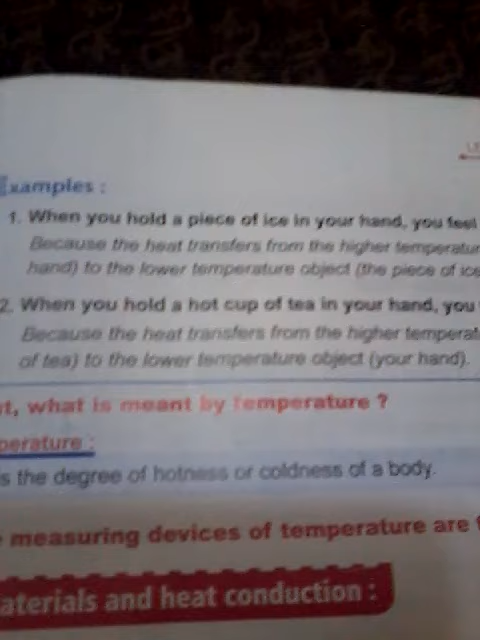 Examples :
1. When you hold a piece of ice in your hand, you feel
Because the heat transfers from the higher temperatur
hand) to the lower temperature object (the piece of ice
2. When you hold a hot cup of tea in your hand, you
Because the heat transfers from the higher temperat
of tea) to the lower temperature object (your hand).
t, what is meant by temperature ?
perature :
s the degree of hotness or coldness of a body.
measuring devices of temperature are
aterials and heat conduction :